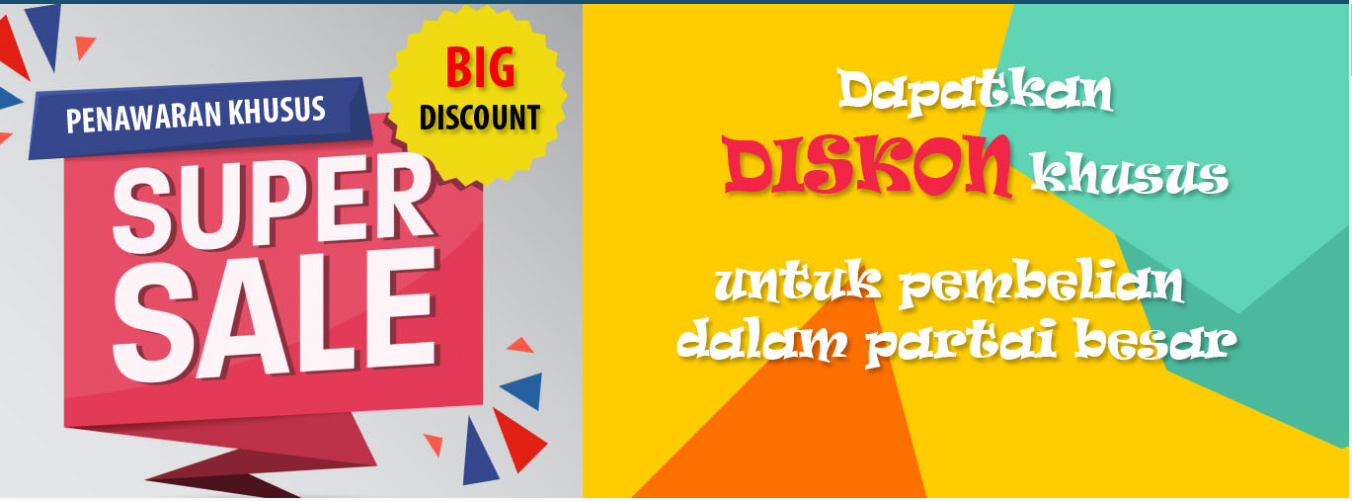 PENAWARAN KHUSUS
SUPER
SALE
BIG
DISCOUNT
Dapatkan
DISKON khusus
untuk pembelian
dalam partai besar